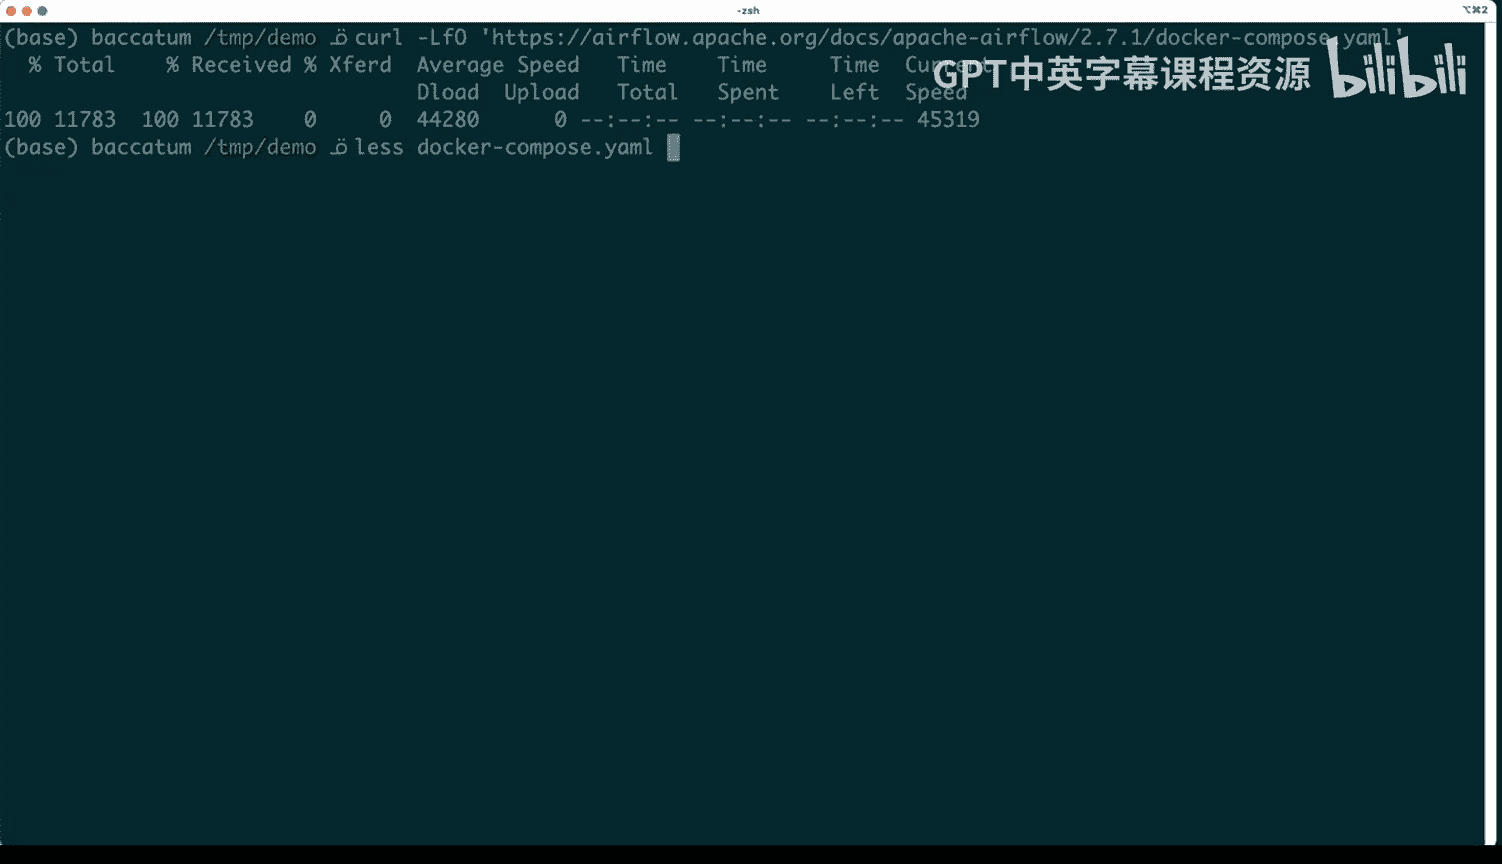 -zsh
⌥⌘2
(base) baccatum /tmp/demo curl -LfO 'https://airflow.apache.org/docs/apache-airflow/2.7.1/docker-compose.yaml'
% Total % Received % Xferd Average Speed Time Time Time Current
Dload Upload Total Spent Left Speed
100 11783 100 11783 0 0 44280 0 --:--:-- --:--:-- --:--:-- 45319
(base) baccatum /tmp/demo less docker-compose.yaml
GPT中英字幕课程资源
bilibili